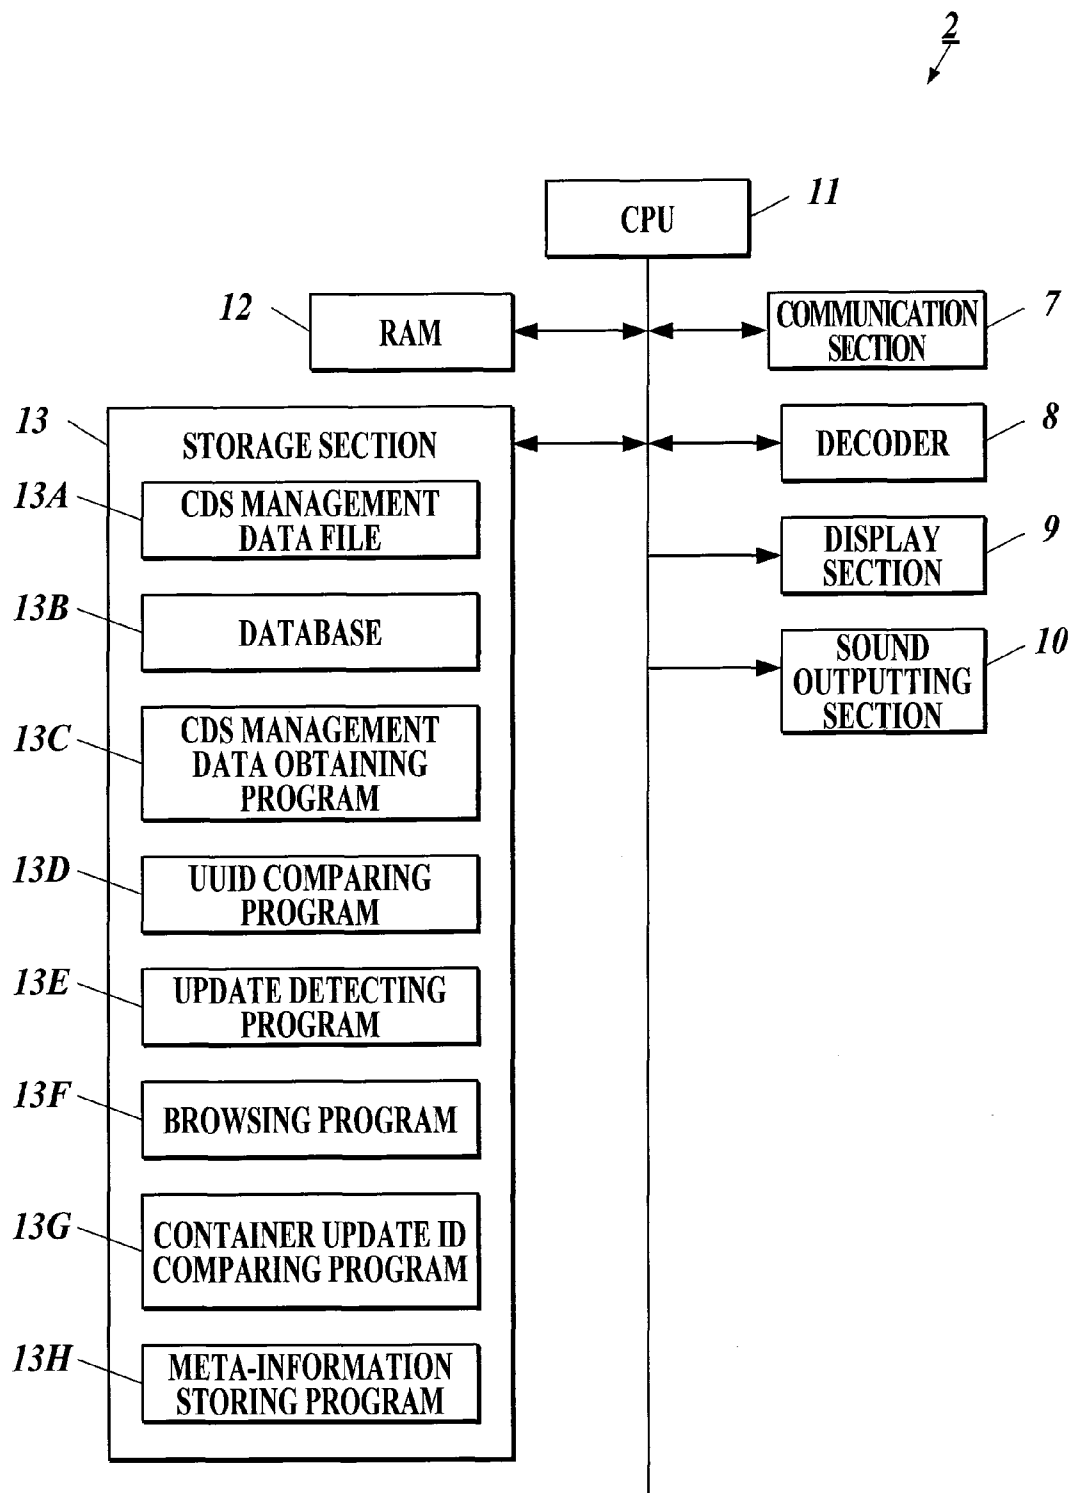 2
CPU
11
12
RAM
COMMUNICATION
SECTION
7
13
STORAGE SECTION
DECODER
8
13A
CDS MANAGEMENT
DATA FILE
DISPLAY
SECTION
9
13B
DATABASE
SOUND
OUTPUTTING
SECTION
10
13C
CDS MANAGEMENT
DATA OBTAINING
PROGRAM
13D
UUID COMPARING
PROGRAM
13E
UPDATE DETECTING
PROGRAM
13F
BROWSING PROGRAM
13G
CONTAINER UPDATE ID
COMPARING PROGRAM
13H
META-INFORMATION
STORING PROGRAM